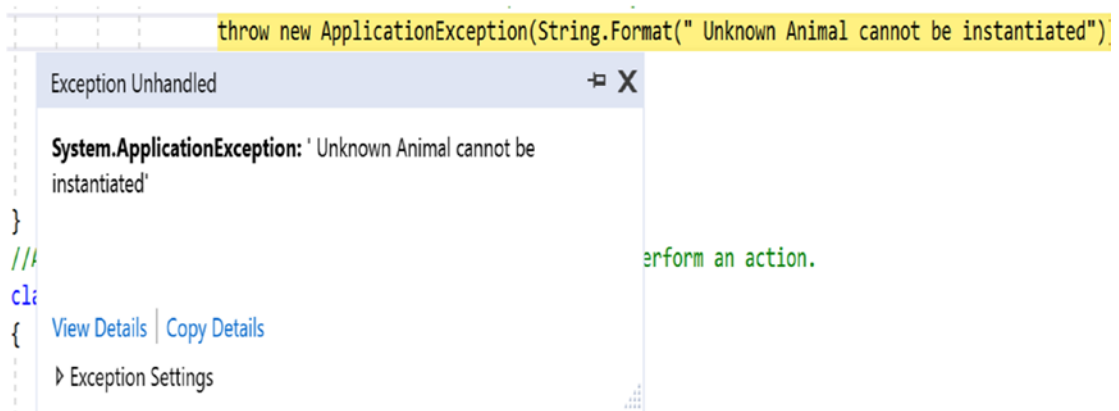 throw new ApplicationException(String.Format(" Unknown Animal cannot be instantiated")
Exception Unhandled
System.ApplicationException: ' Unknown Animal cannot be
instantiated'
}
// erform an action.
cla
{
View Details | Copy Details
Exception Settings